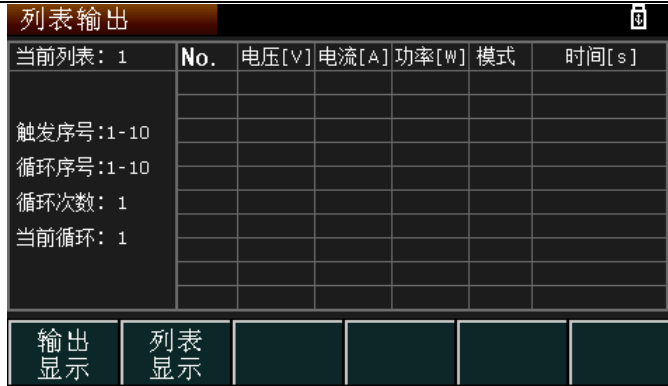 列表输出
当前列表: 1
No. 电压[V] 电流[A] 功率[W] 模式 时间[s]
触发序号:1-10
循环序号:1-10
循环次数: 1
当前循环: 1
输出
显示
列表
显示